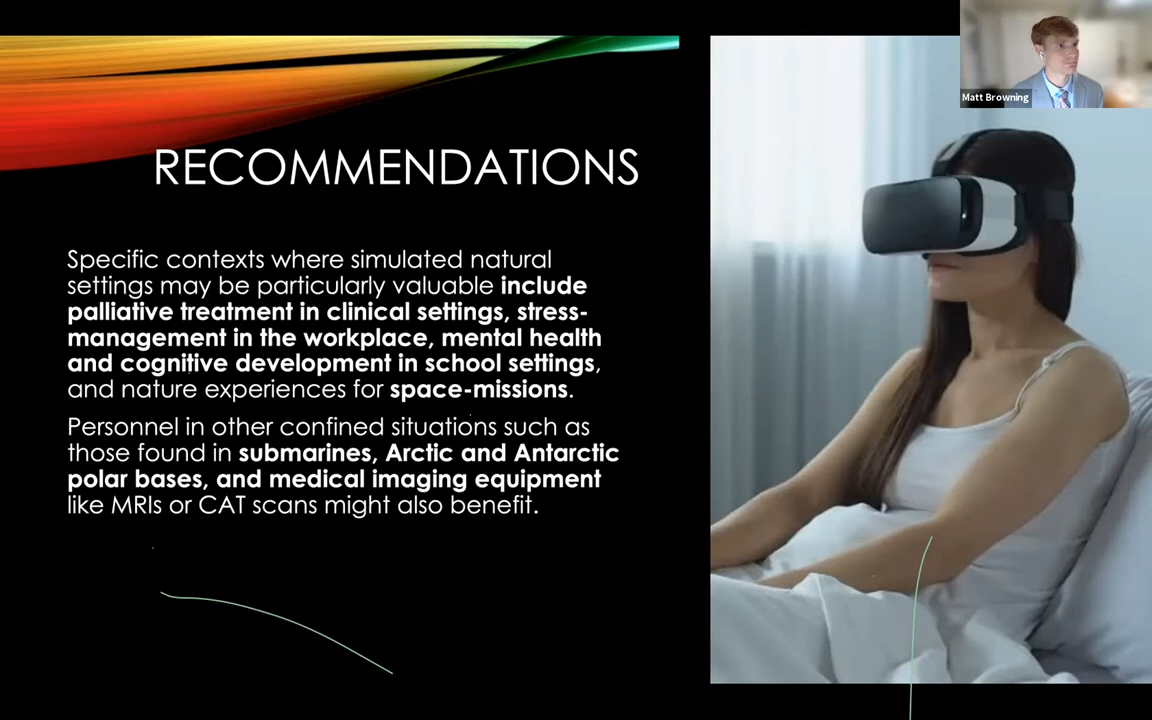 Matt Browning
RECOMMENDATIONS
Specific contexts where simulated natural
settings may be particularly valuable include
palliative treatment in clinical settings, stress-
management in the workplace, mental health
and cognitive development in school settings,
and nature experiences for space-missions.
Personnel in other confined situations such as
those found in submarines, Arctic and Antarctic
polar bases, and medical imaging equipment
like MRIs or CAT scans might also benefit.